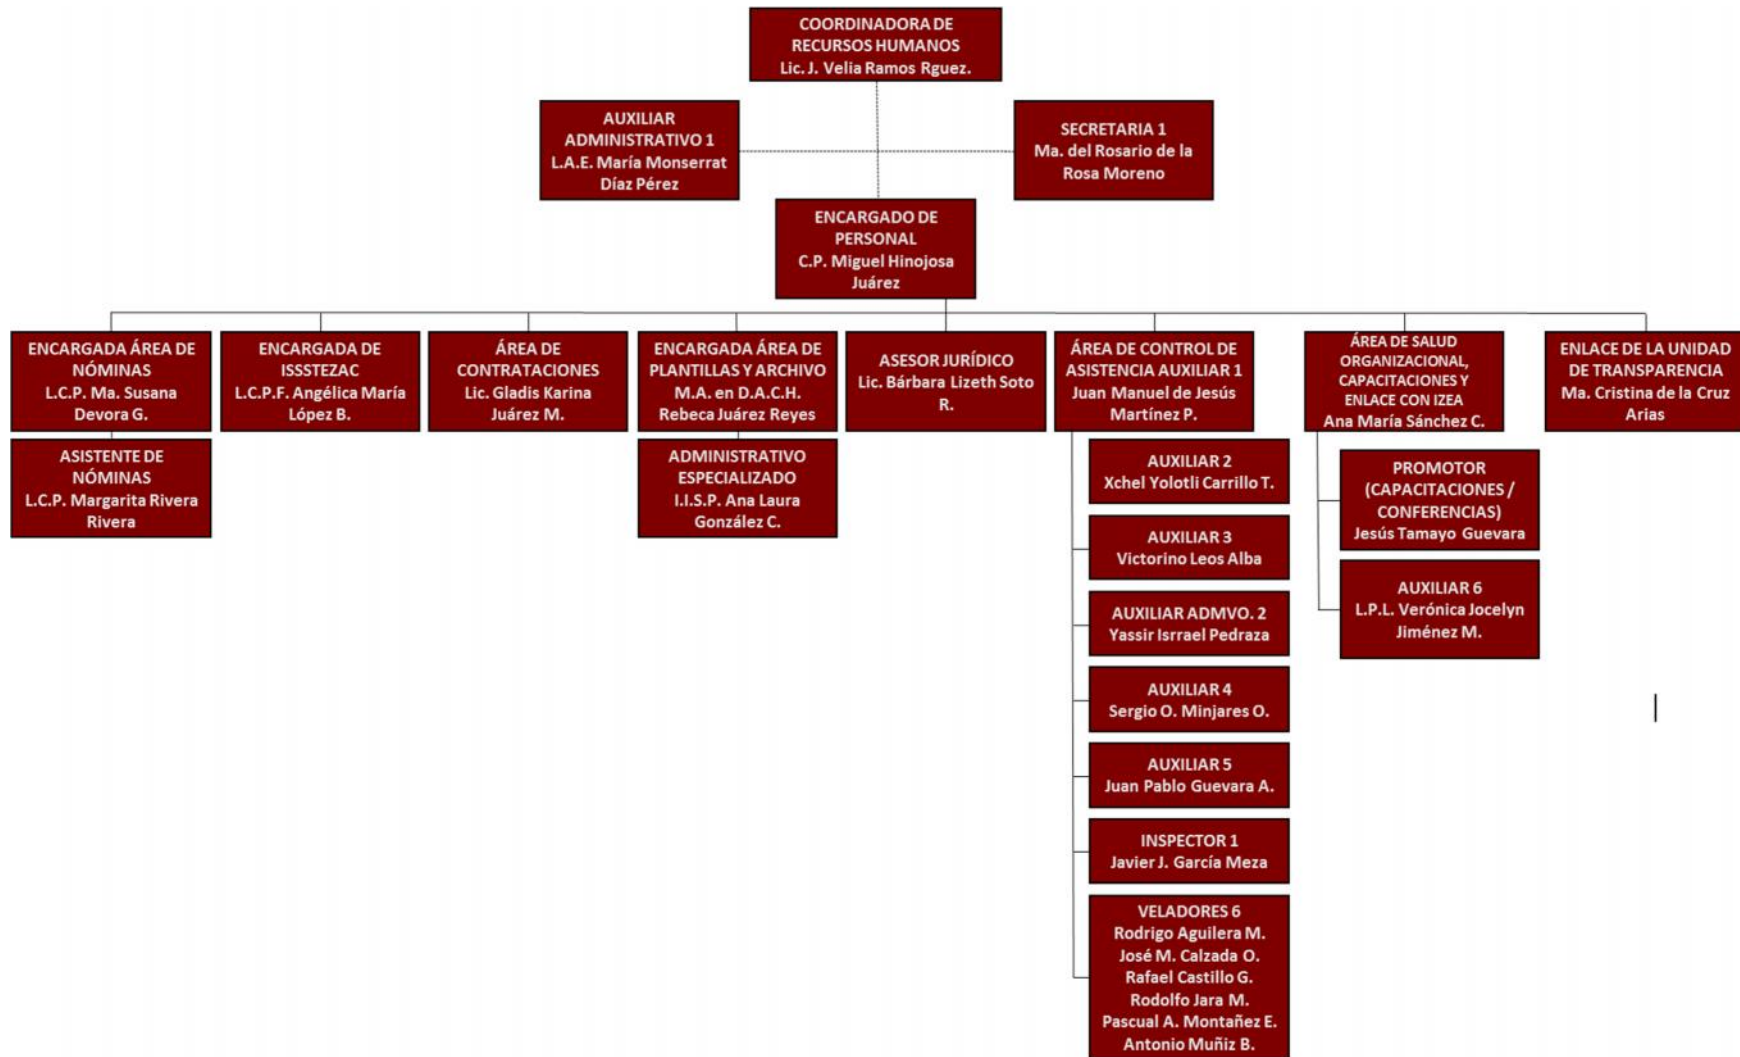 COORDINADORA DE
RECURSOS HUMANOS
Lic. J. Velia Ramos Rguez.
AUXILIAR
ADMINISTRATIVO 1
L.A.E. María Monserrat
Díaz Pérez
SECRETARIA 1
Ma. del Rosario de la
Rosa Moreno
ENCARGADO DE
PERSONAL
C.P. Miguel Hinojosa
Juárez
ENCARGADA ÁREA DE
NÓMINAS
L.C.P. Ma. Susana
Devora G.
ENCARGADA DE
ISSSTEZAC
L.C.P.F. Angélica María
López B.
ÁREA DE
CONTRATACIONES
Lic. Gladis Karina
Juárez M.
ENCARGADA ÁREA DE
PLANTILLAS Y ARCHIVO
M.A. en D.A.C.H.
Rebeca Juárez Reyes
ASESOR JURÍDICO
Lic. Bárbara Lizeth Soto
R.
ÁREA DE CONTROL DE
ASISTENCIA AUXILIAR 1
Juan Manuel de Jesús
Martínez P.
ÁREA DE SALUD
ORGANIZACIONAL,
CAPACITACIONES Y
ENLACE CON IZEA
Ana María Sánchez C.
ENLACE DE LA UNIDAD
DE TRANSPARENCIA
Ma. Cristina de la Cruz
Arias
ASISTENTE DE
NÓMINAS
L.C.P. Margarita Rivera
Rivera
ADMINISTRATIVO
ESPECIALIZADO
I.I.S.P. Ana Laura
González C.
AUXILIAR 2
Xchel Yolotli Carrillo T.
AUXILIAR 3
Victorino Leos Alba
AUXILIAR ADMVO. 2
Yassir Isrrael Pedraza
AUXILIAR 4
Sergio O. Minjares O.
AUXILIAR 5
Juan Pablo Guevara A.
INSPECTOR 1
Javier J. García Meza
VELADORES 6
Rodrigo Aguilera M.
José M. Calzada O.
Rafael Castillo G.
Rodolfo Jara M.
Pascual A. Montañez E.
Antonio Muñiz B.
PROMOTOR
(CAPACITACIONES /
CONFERENCIAS)
Jesús Tamayo Guevara
AUXILIAR 6
L.P.L. Verónica Jocelyn
Jiménez M.